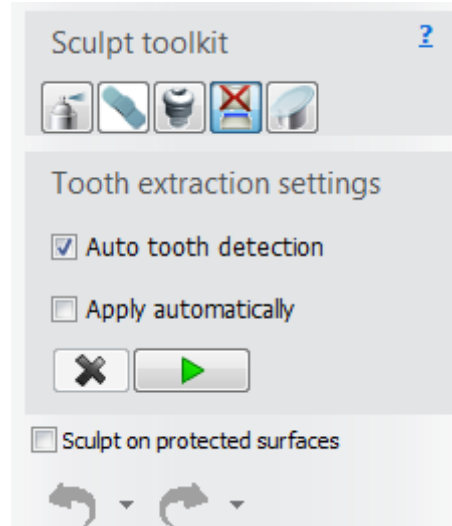 Sculpt toolkit ?
Tooth extraction settings
Auto tooth detection
Apply automatically
Sculpt on protected surfaces